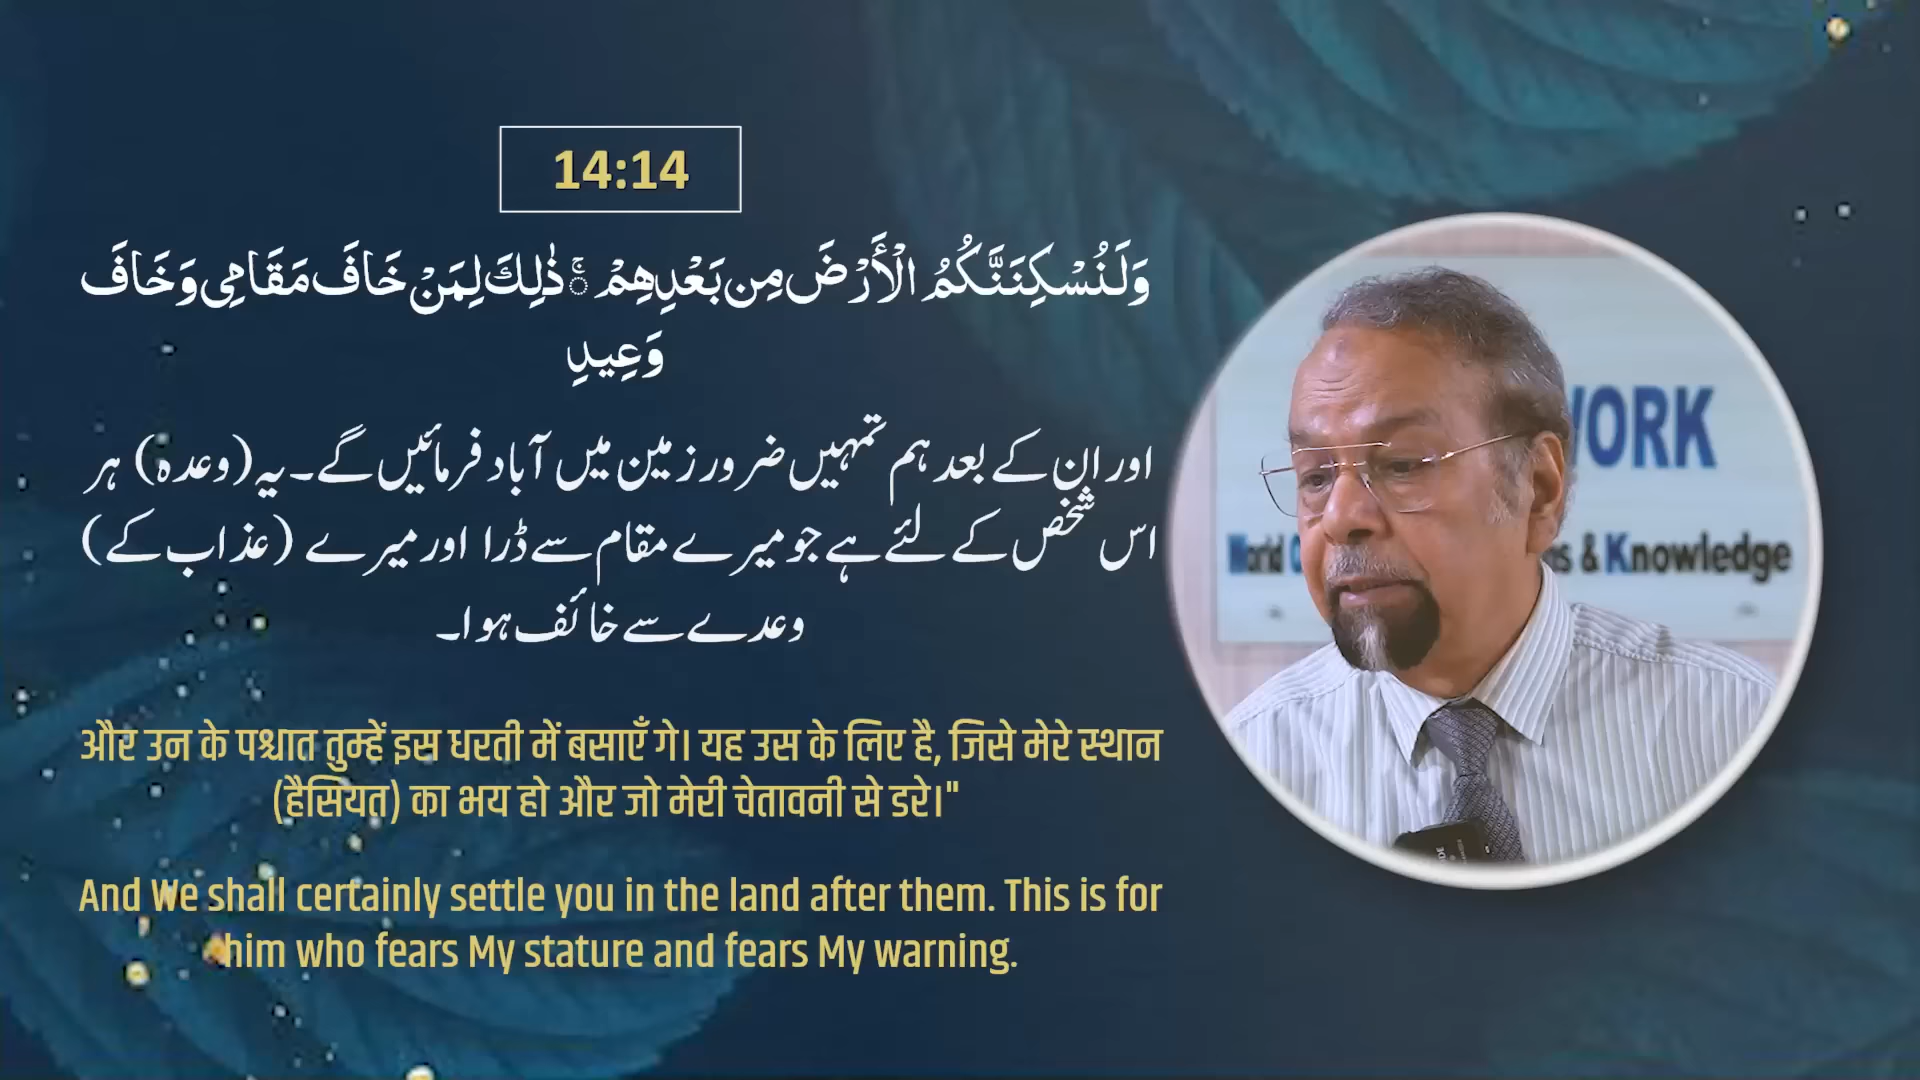 14:14
وَلَنُسْكِنَنَّكُمُ الْأَرْضَ مِن بَعْدِهِمْ ۚ ذَٰلِكَ لِمَنْ خَافَ مَقَامِي وَخَافَ
وَعِيدِ
اور ان کے بعد ہم تمہیں ضرور زمین میں آباد فرمائیں گے۔ یہ (وعدہ) ہر
اس شخص کے لئے ہے جو میرے مقام سے ڈرا اور میرے (عذاب کے)
وعدے سے خائف ہوا۔
और उन के पश्चात तुम्हें इस धरती में बसाएँ गे। यह उस के लिए है, जिसे मेरे स्थान
(हैसियत) का भय हो और जो मेरी चेतावनी से डरे।"
And We shall certainly settle you in the land after them. This is for
him who fears My stature and fears My warning.
WORK
World
& Knowledge